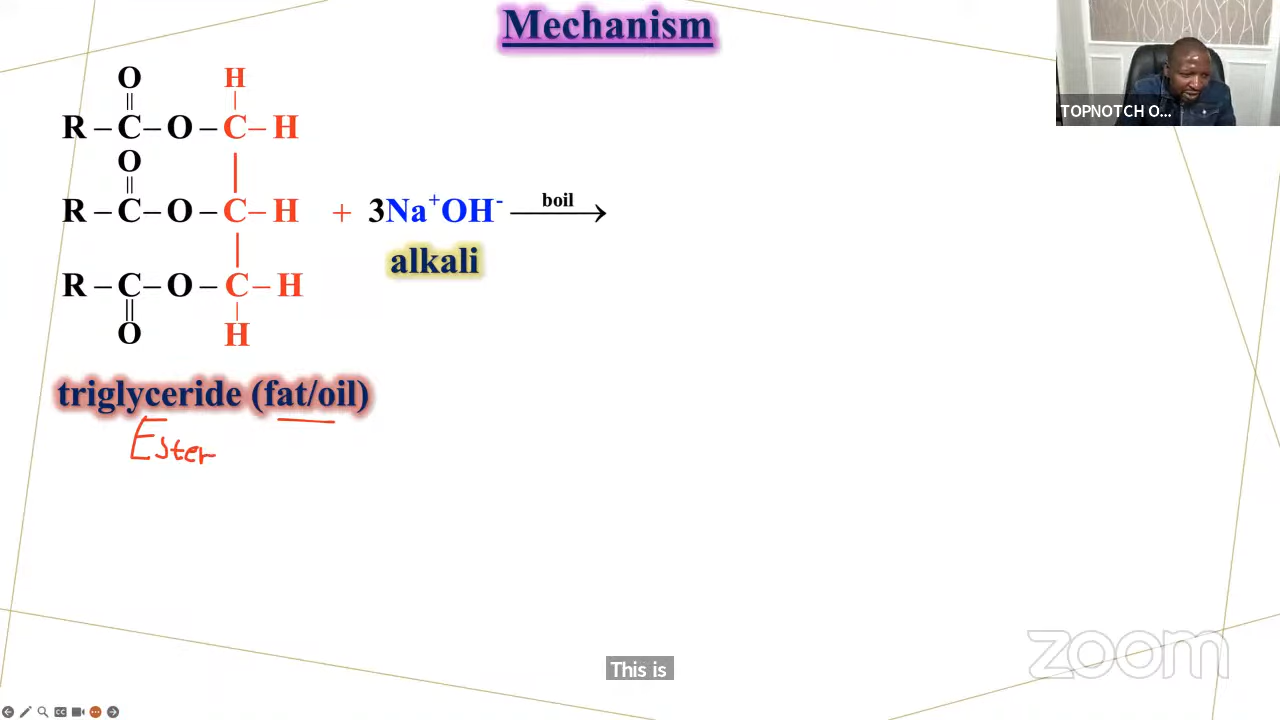 Mechanism
TOPNOTCH O...
O H
R – C – O – C – H
O
R – C – O – C – H + 3Na⁺OH⁻ boil
alkali
R – C – O – C – H
O H
triglyceride (fat/oil)
Ester
This is
zoom